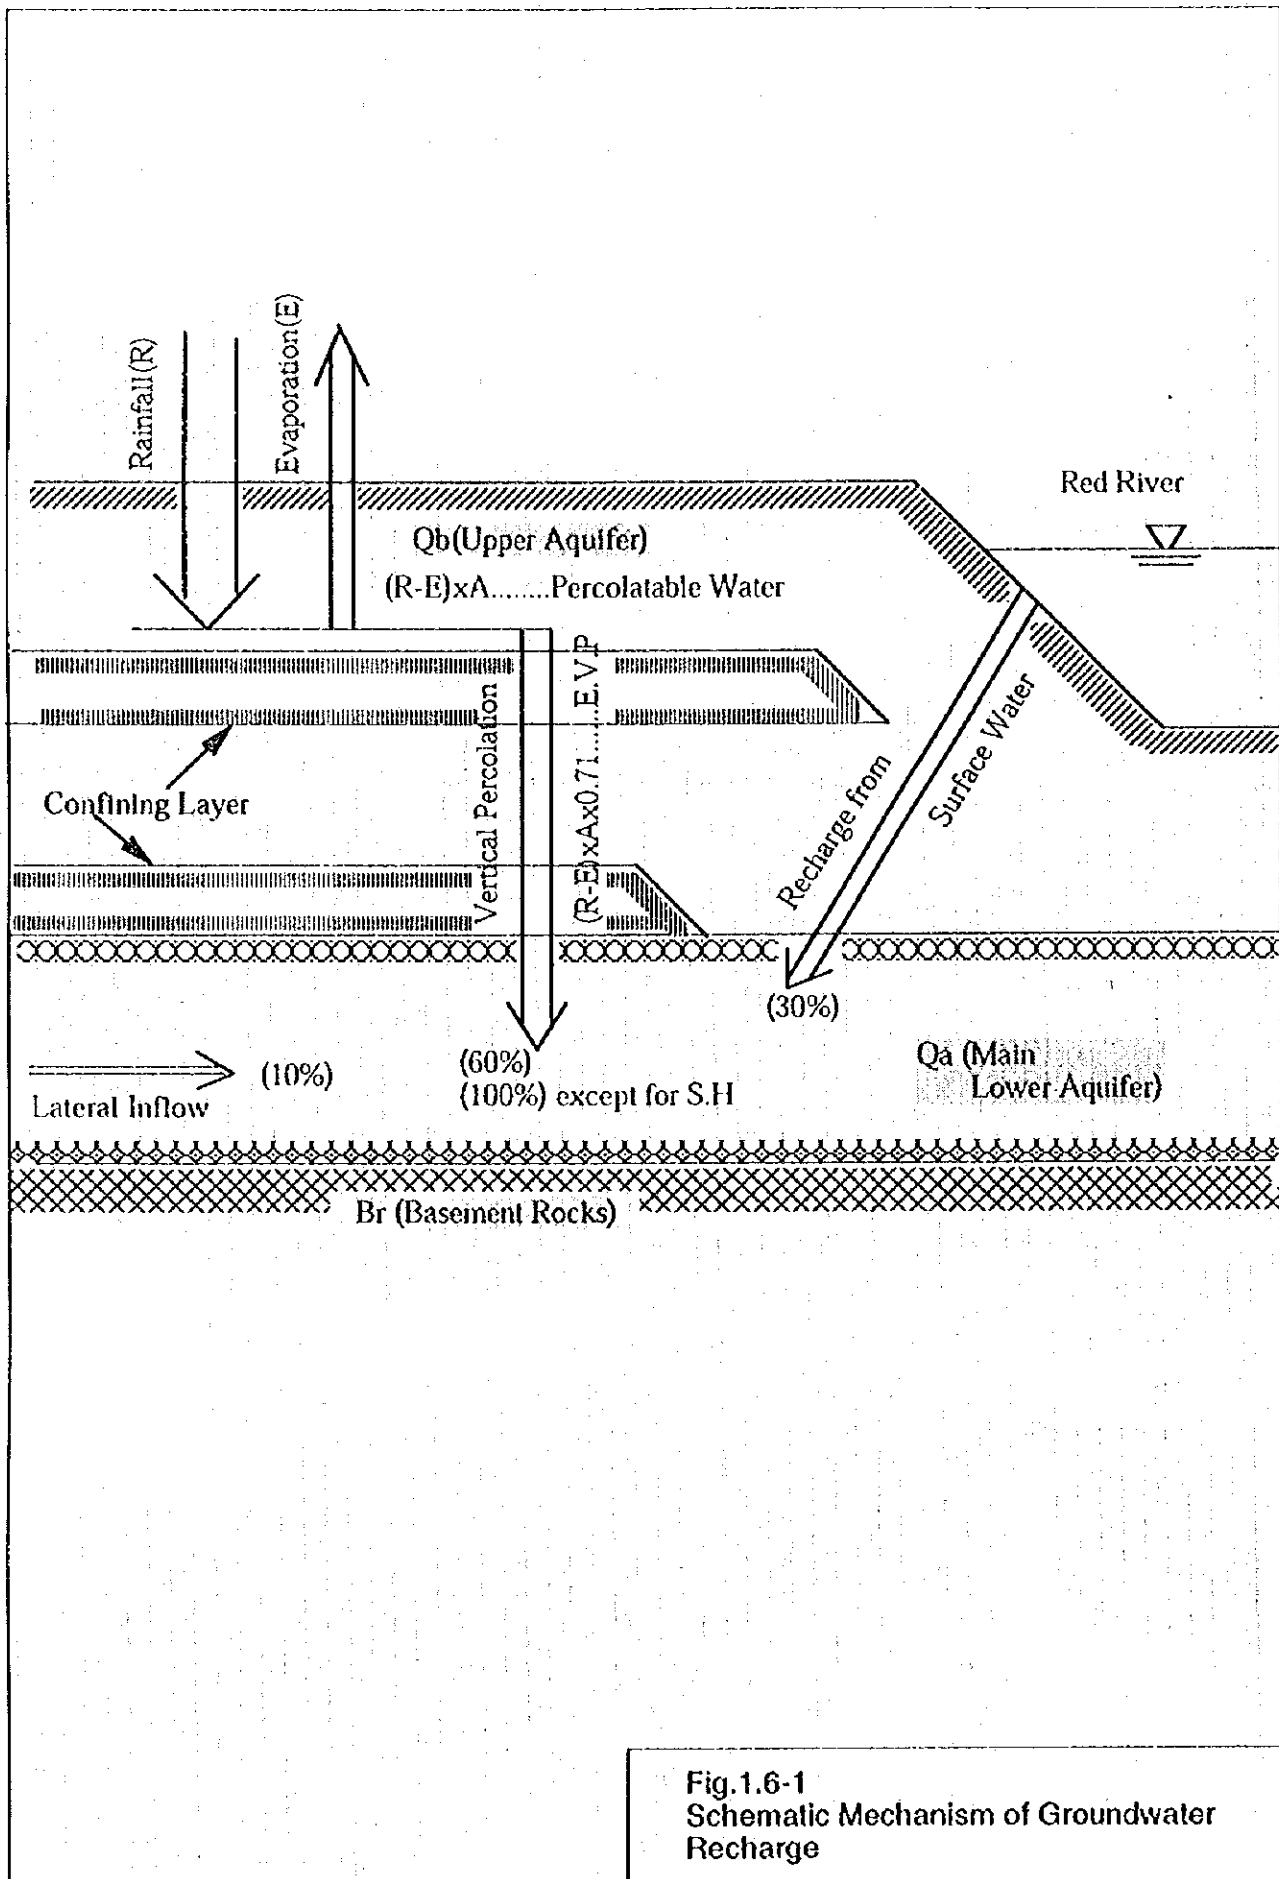 Rainfall(R)
Evaporation(E)
Red River
Qb(Upper Aquifer)
(R-E)xA........Percolatable Water
Vertical Percolation
(R-E)xAx0.71......E.V.P
Confining Layer
Recharge from
Surface Water
(30%)
(10%)
Lateral Inflow
(60%)
(100%) except for S.H
Qa (Main
Lower Aquifer)
Br (Basement Rocks)
Fig.1.6-1
Schematic Mechanism of Groundwater
Recharge